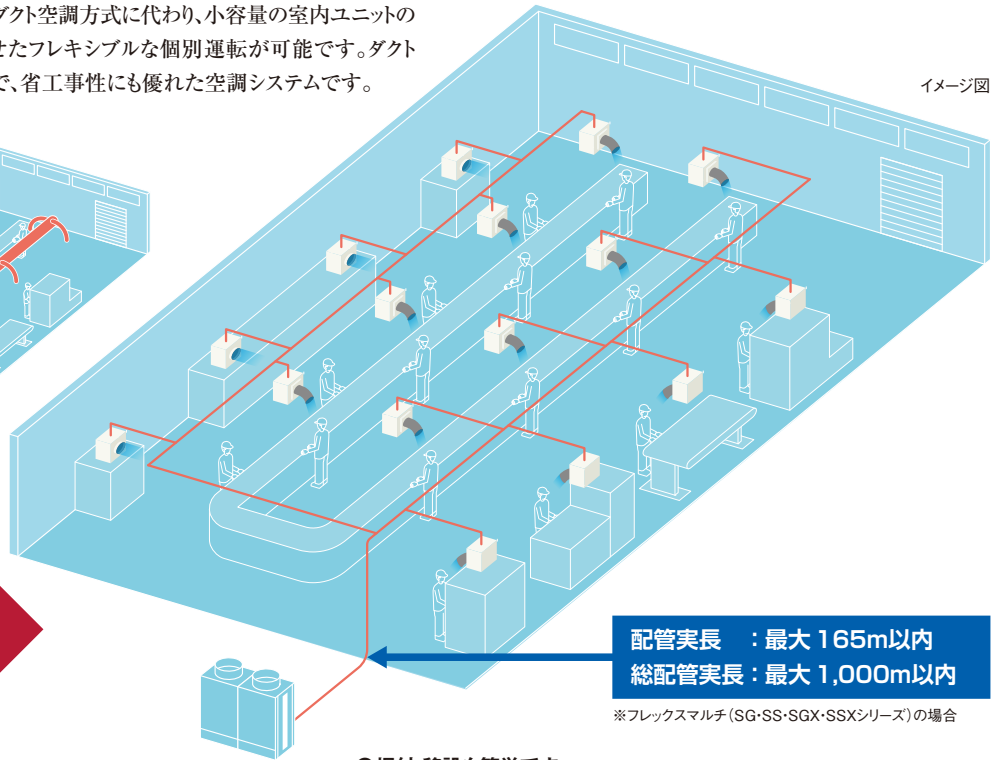 ダクト空調方式に代わり、小容量の室内ユニットの
せたフレキシブルな個別運転が可能です。ダクト
で、省工事性にも優れた空調システムです。
イメージ図
配管実長 :最大 165m以内
総配管実長:最大 1,000m以内
※フレックスマルチ(SG・SS・SGX・SSXシリーズ)の場合